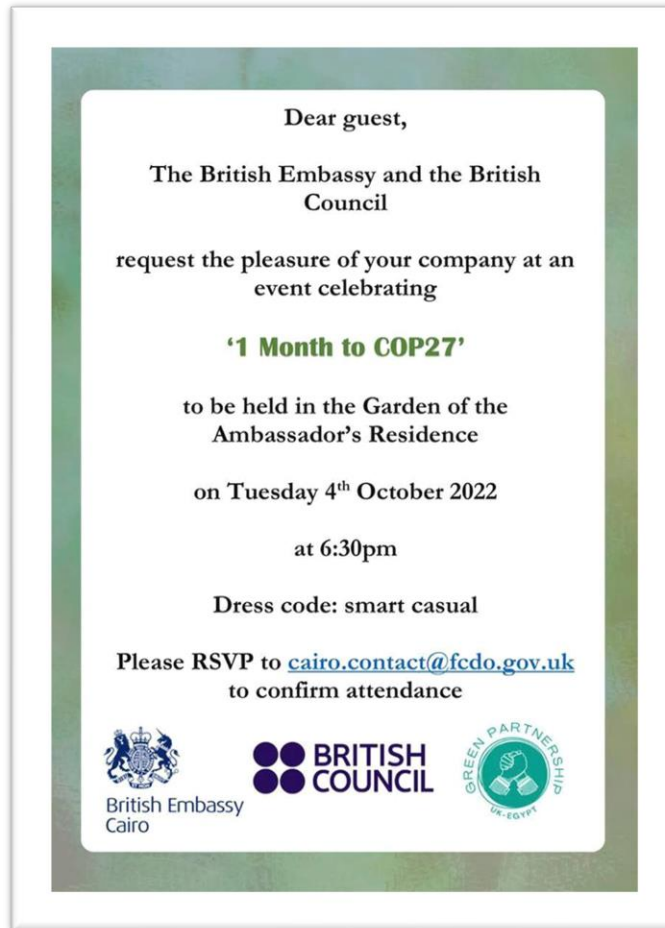 Dear guest,
The British Embassy and the British
Council
request the pleasure of your company at an
event celebrating
‘1 Month to COP27’
to be held in the Garden of the
Ambassador’s Residence
on Tuesday 4th October 2022
at 6:30pm
Dress code: smart casual
Please RSVP to cairo.contact@fcdo.gov.uk
to confirm attendance
British Embassy
Cairo
BRITISH
COUNCIL
GREEN PARTNERSHIP
UK-EGYPT